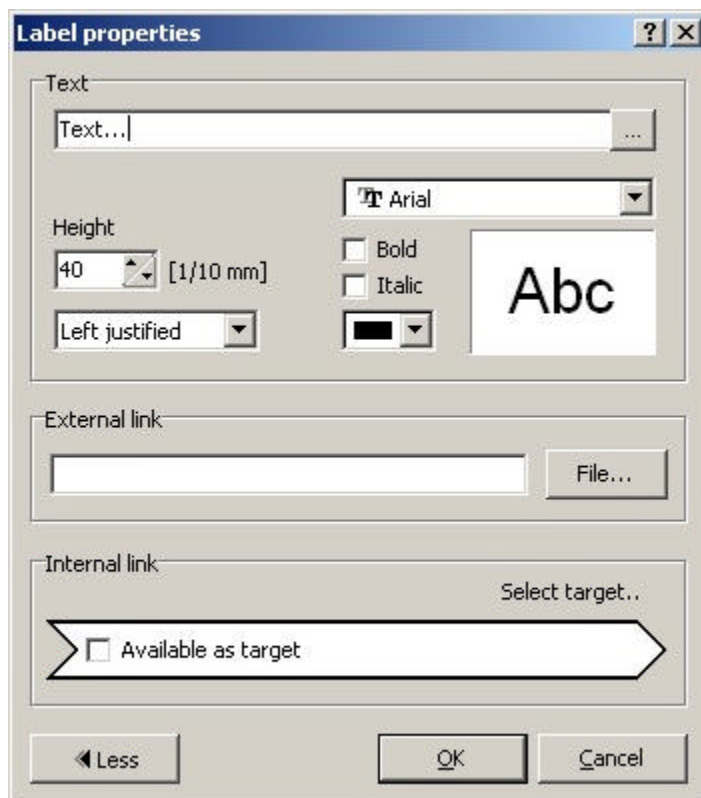 Label properties
Text
Text...
...
Arial
Height
Bold
40 [1/10 mm]
Italic
Abc
Left justified
External link
File...
Internal link
Select target..
Available as target
Less
OK
Cancel